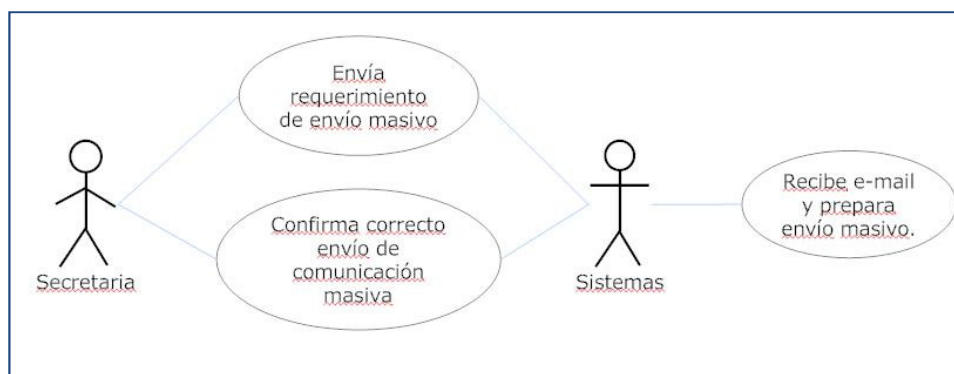 Envía
requerimiento
de envío masivo
Secretaria
Confirma correcto
envío de
comunicación
masiva
Sistemas
Recibe e-mail
y prepara
envío masivo.